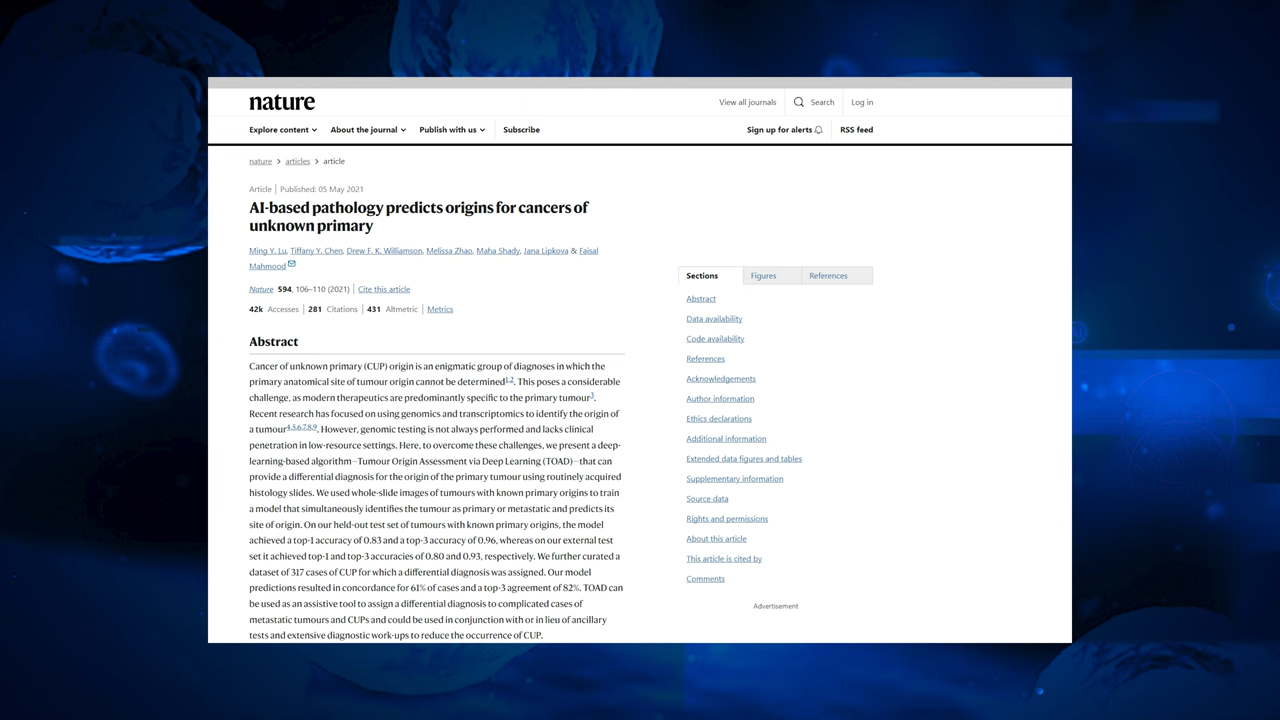 nature
View all journals
Search
Log in
Explore content
About the journal
Publish with us
Subscribe
Sign up for alerts
RSS feed
nature > articles > article
Article | Published: 05 May 2021
AI-based pathology predicts origins for cancers of
unknown primary
Ming Y. Lu, Tiffany Y. Chen, Drew F. K. Williamson, Melissa Zhao, Maha Shady, Jana Lipkova & Faisal
Mahmood
Nature 594, 106–110 (2021) | Cite this article
42k Accesses | 281 Citations | 431 Altmetric | Metrics
Abstract
Cancer of unknown primary (CUP) origin is an enigmatic group of diagnoses in which the
primary anatomical site of tumour origin cannot be determined1,2. This poses a considerable
challenge, as modern therapeutics are predominantly specific to the primary tumour3.
Recent research has focused on using genomics and transcriptomics to identify the origin of
a tumour4,5,6,7,8,9. However, genomic testing is not always performed and lacks clinical
penetration in low-resource settings. Here, to overcome these challenges, we present a deep-
learning-based algorithm—Tumour Origin Assessment via Deep Learning (TOAD)—that can
provide a differential diagnosis for the origin of the primary tumour using routinely acquired
histology slides. We used whole-slide images of tumours with known primary origins to train
a model that simultaneously identifies the tumour as primary or metastatic and predicts its
site of origin. On our held-out test set of tumours with known primary origins, the model
achieved a top-1 accuracy of 0.83 and a top-3 accuracy of 0.96, whereas on our external test
set it achieved top-1 and top-3 accuracies of 0.80 and 0.93, respectively. We further curated a
dataset of 317 cases of CUP for which a differential diagnosis was assigned. Our model
predictions resulted in concordance for 61% of cases and a top-3 agreement of 82%. TOAD can
be used as an assistive tool to assign a differential diagnosis to complicated cases of
metastatic tumours and CUPs and could be used in conjunction with or in lieu of ancillary
tests and extensive diagnostic work-ups to reduce the occurrence of CUP.
Sections
Figures
References
Abstract
Data availability
Code availability
References
Acknowledgements
Author information
Ethics declarations
Additional information
Extended data figures and tables
Supplementary information
Source data
Rights and permissions
About this article
This article is cited by
Comments
Advertisement